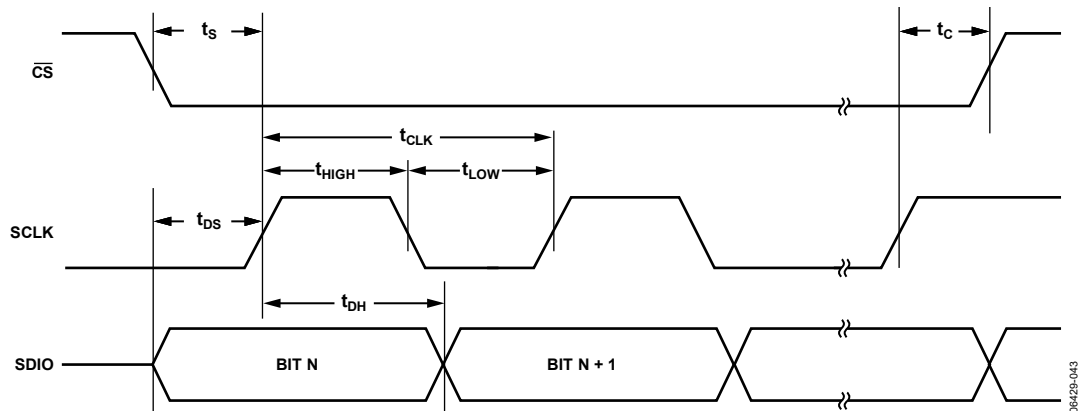 tS
tC
CS
tCLK
tHIGH
tLOW
tDS
SCLK
tDH
SDIO
BIT N
BIT N + 1
06429-043